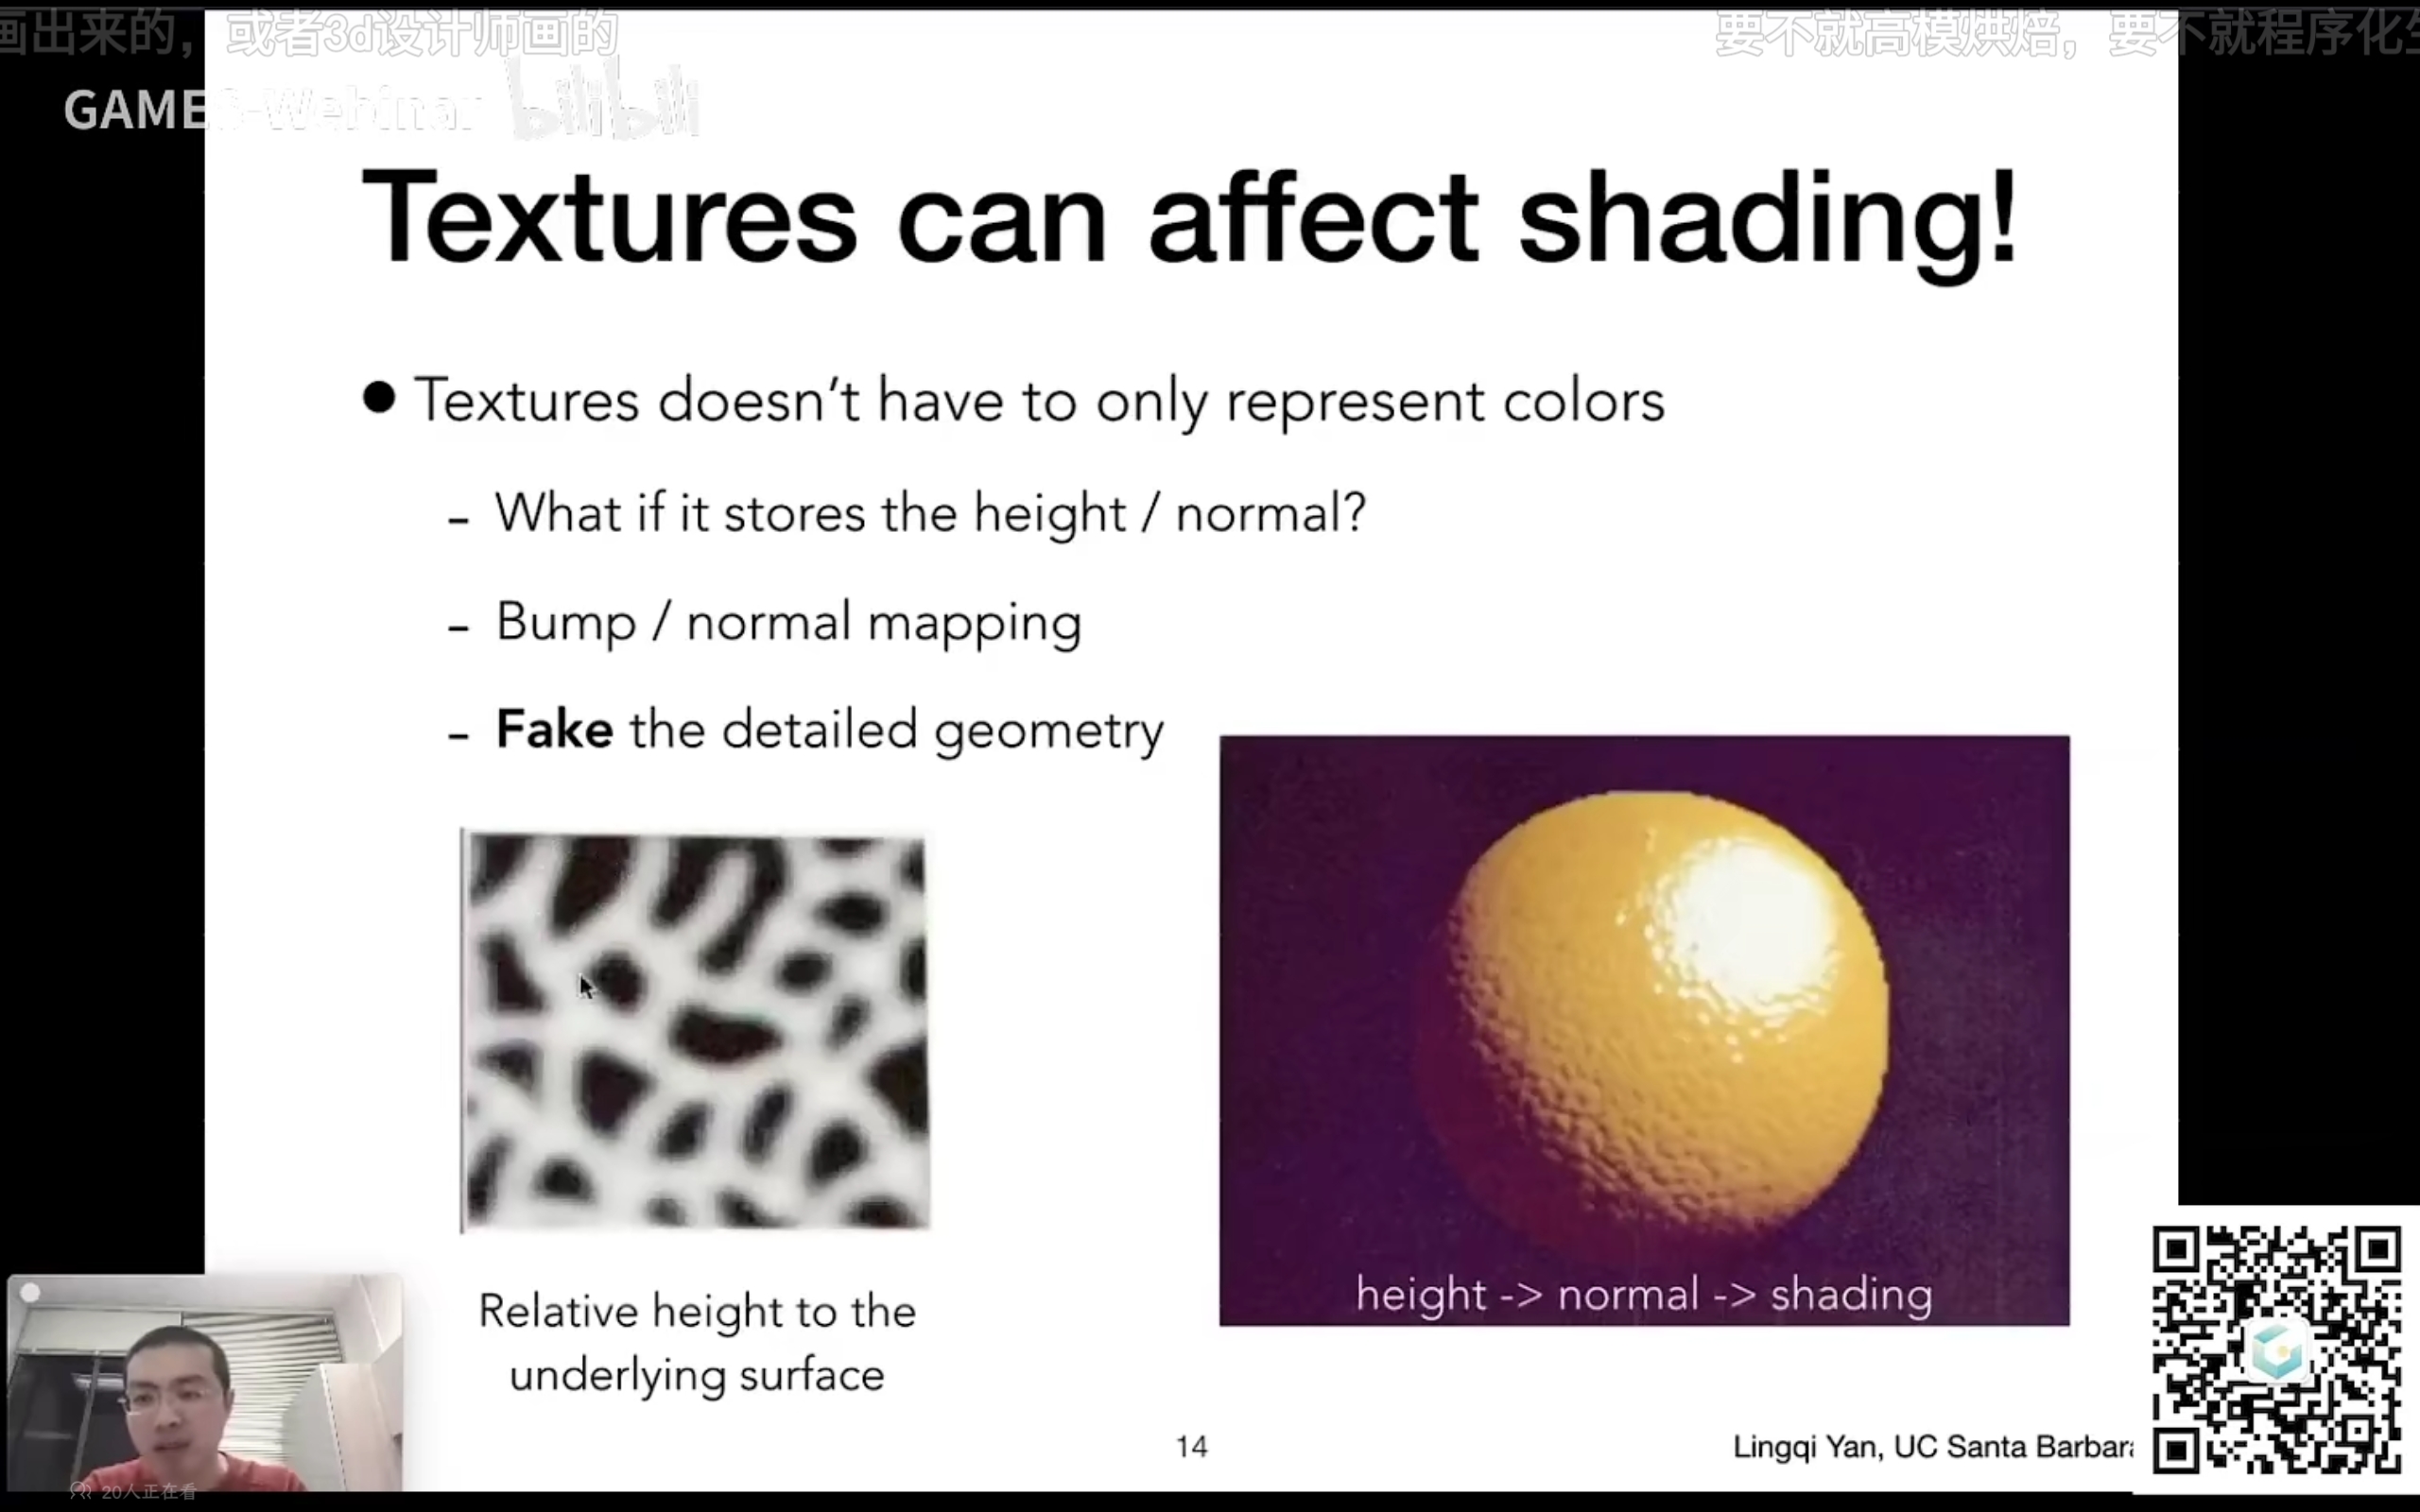 画出来的，或者3d设计师画的
要不就高模烘焙，要不就程序化生
GAMES-Webinar bilibili
Textures can affect shading!
● Textures doesn't have to only represent colors
- What if it stores the height / normal?
- Bump / normal mapping
- Fake the detailed geometry
Relative height to the
underlying surface
height -> normal -> shading
14
Lingqi Yan, UC Santa Barbara
20人正在看